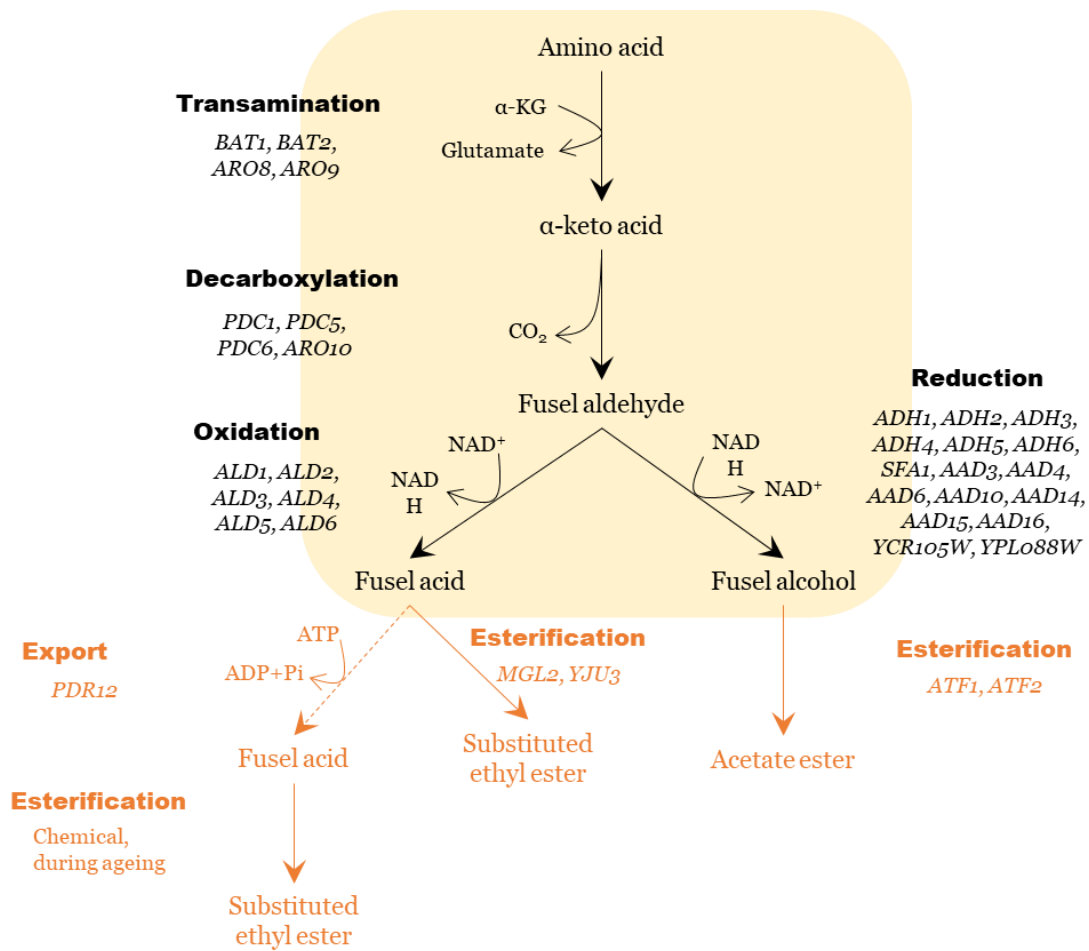 Amino acid
Transamination
BAT1, BAT2,
ARO8, ARO9
α-KG
Glutamate
α-keto acid
Decarboxylation
PDC1, PDC5,
PDC6, ARO10
CO₂
Fusel aldehyde
Oxidation
ALD1, ALD2,
ALD3, ALD4,
ALD5, ALD6
NAD⁺
NAD
H
NAD
H
NAD⁺
Reduction
ADH1, ADH2, ADH3,
ADH4, ADH5, ADH6,
SFA1, AAD3, AAD4,
AAD6, AAD10, AAD14,
AAD15, AAD16,
YCR105W, YPL088W
Fusel acid
Fusel alcohol
Export
PDR12
ATP
ADP+Pi
Esterification
MGL2, YJU3
Esterification
ATF1, ATF2
Fusel acid
Substituted
ethyl ester
Acetate ester
Esterification
Chemical,
during ageing
Substituted
ethyl ester